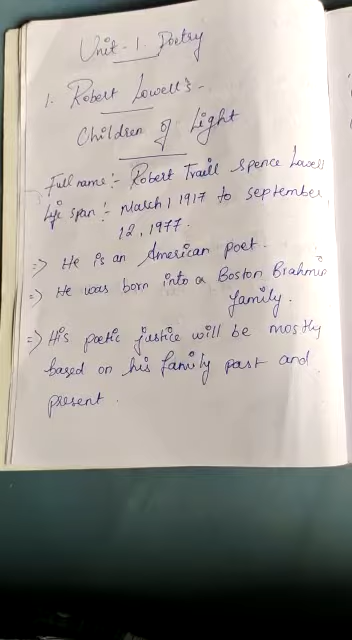 Unit-1. Poetry
1. Robert Lowell's -
Children of Light
Full name :- Robert Traill Spence Lowell
Life span :- March 1 1917 to september
12, 1977.
=> He is an American poet.
=> He was born into a Boston Brahmin
family.
=> His poetic justice will be mostly
based on his family past and
present.